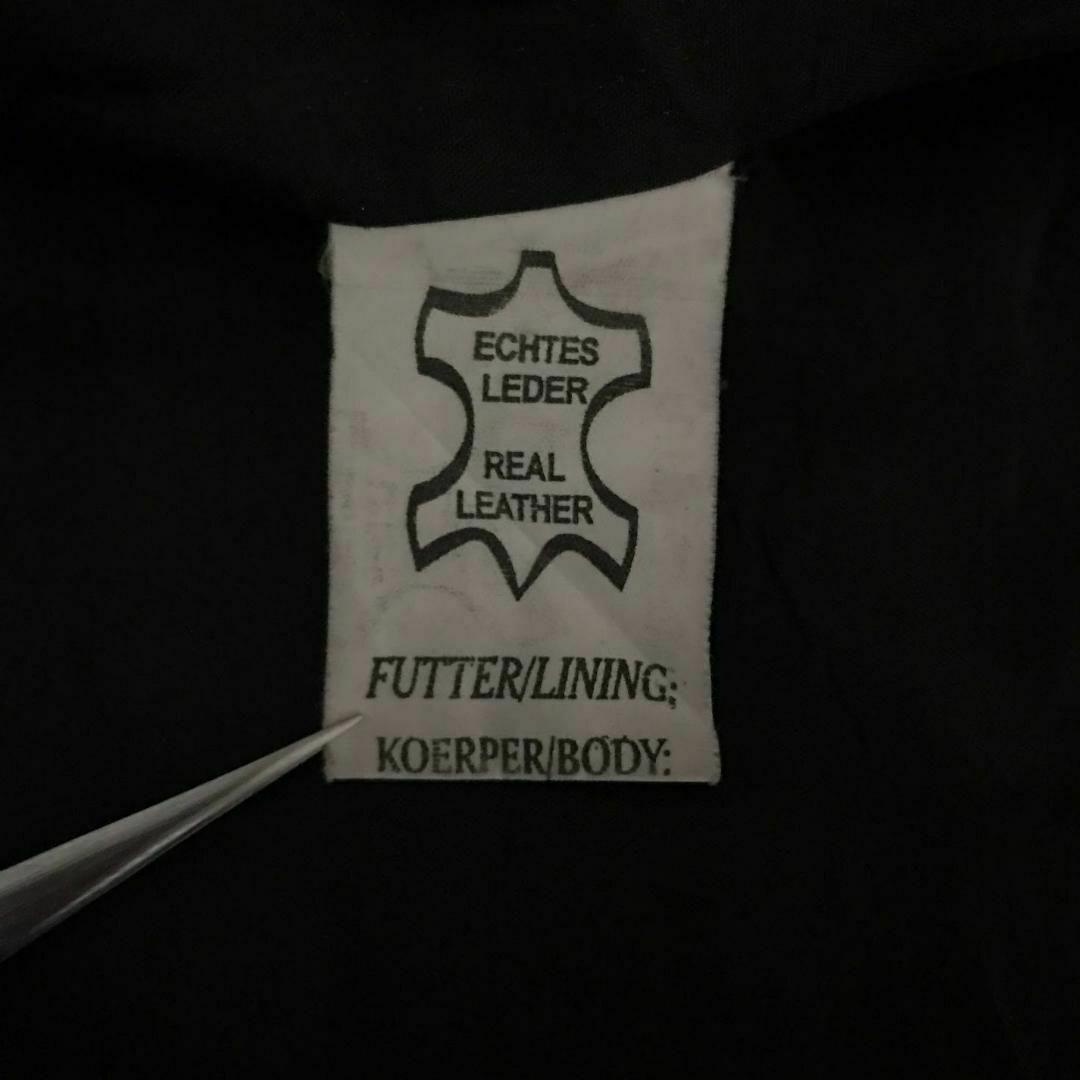 ECHTES
LEDER
REAL
LEATHER
FUTTER/LINING:
KOERPER/BODY: